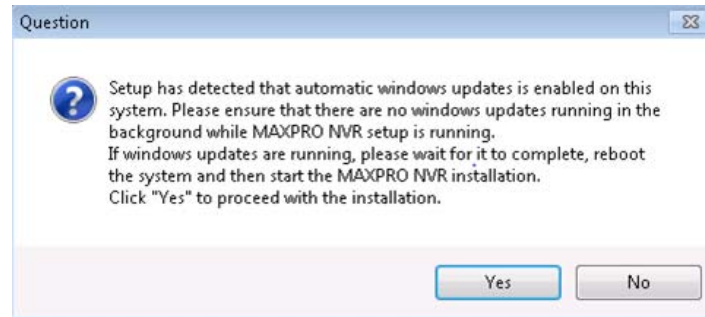 Question
Setup has detected that automatic windows updates is enabled on this
system. Please ensure that there are no windows updates running in the
background while MAXPRO NVR setup is running.
If windows updates are running, please wait for it to complete, reboot
the system and then start the MAXPRO NVR installation.
Click "Yes" to proceed with the installation.
Yes
No